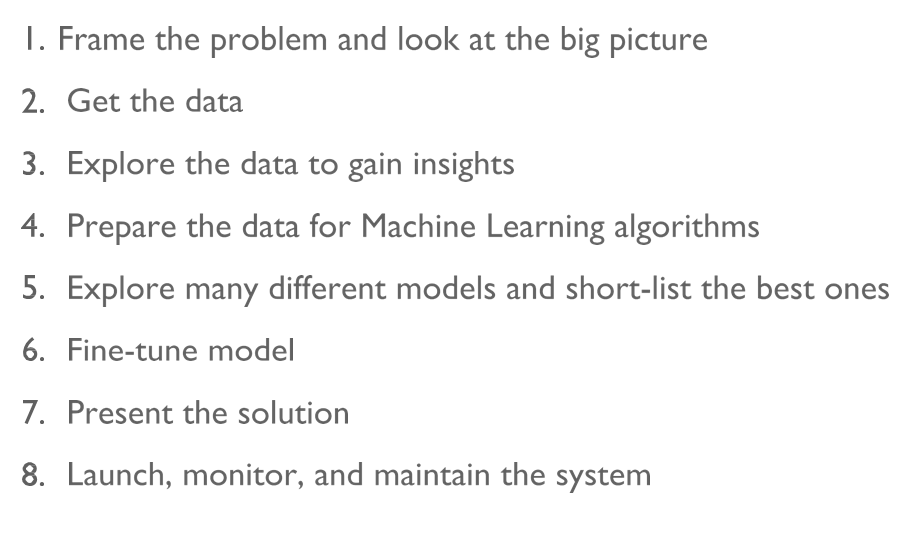 1. Frame the problem and look at the big picture
2. Get the data
3. Explore the data to gain insights
4. Prepare the data for Machine Learning algorithms
5. Explore many different models and short-list the best ones
6. Fine-tune model
7. Present the solution
8. Launch, monitor, and maintain the system